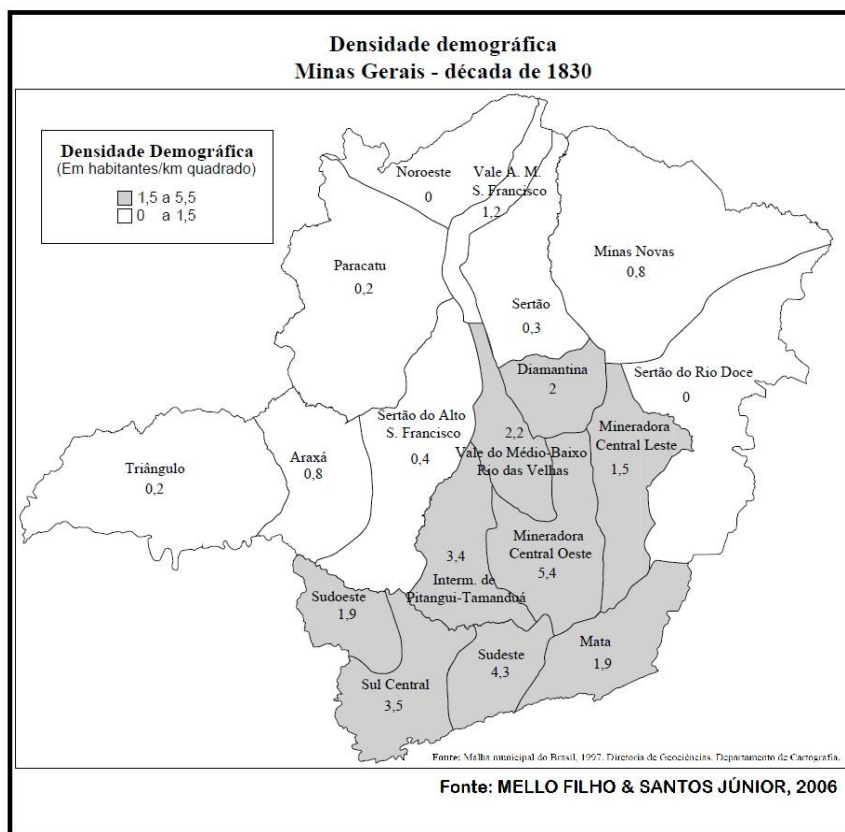 Densidade demográfica
Minas Gerais - década de 1830
Densidade Demográfica
(Em habitantes/km quadrado)
1,5 a 5,5
0 a 1,5
Noroeste
0
Vale A. M.
S. Francisco
1,2
Minas Novas
0,8
Paracatu
0,2
Sertão
0,3
Diamantina
2
Sertão do Rio Doce
0
Sertão do Alto
S. Francisco
0,4
2,2
Vale do Médio-Baixo
Rio das Velhas
Mineradora
Central Leste
1,5
Triângulo
0,2
Araxá
0,8
Mineradora
Central Oeste
5,4
3,4
Interm. de
Pitangui-Tamanduá
Sudoeste
1,9
Mata
1,9
Sudeste
4,3
Sul Central
3,5
Fonte: Malha municipal do Brasil, 1997. Diretoria de Geociências. Departamento de Cartografia.
Fonte: MELLO FILHO & SANTOS JÚNIOR, 2006